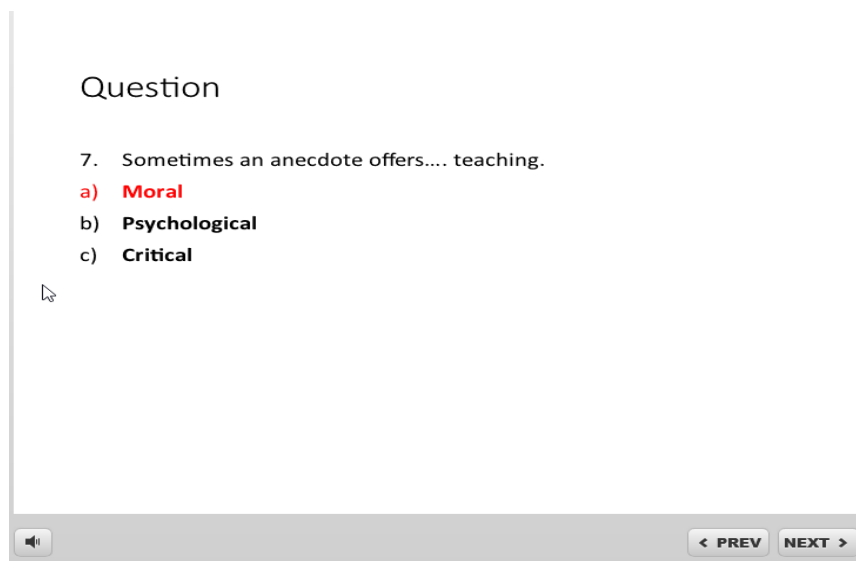 Question
7. Sometimes an anecdote offers.... teaching.
a) Moral
b) Psychological
c) Critical
< PREV NEXT >